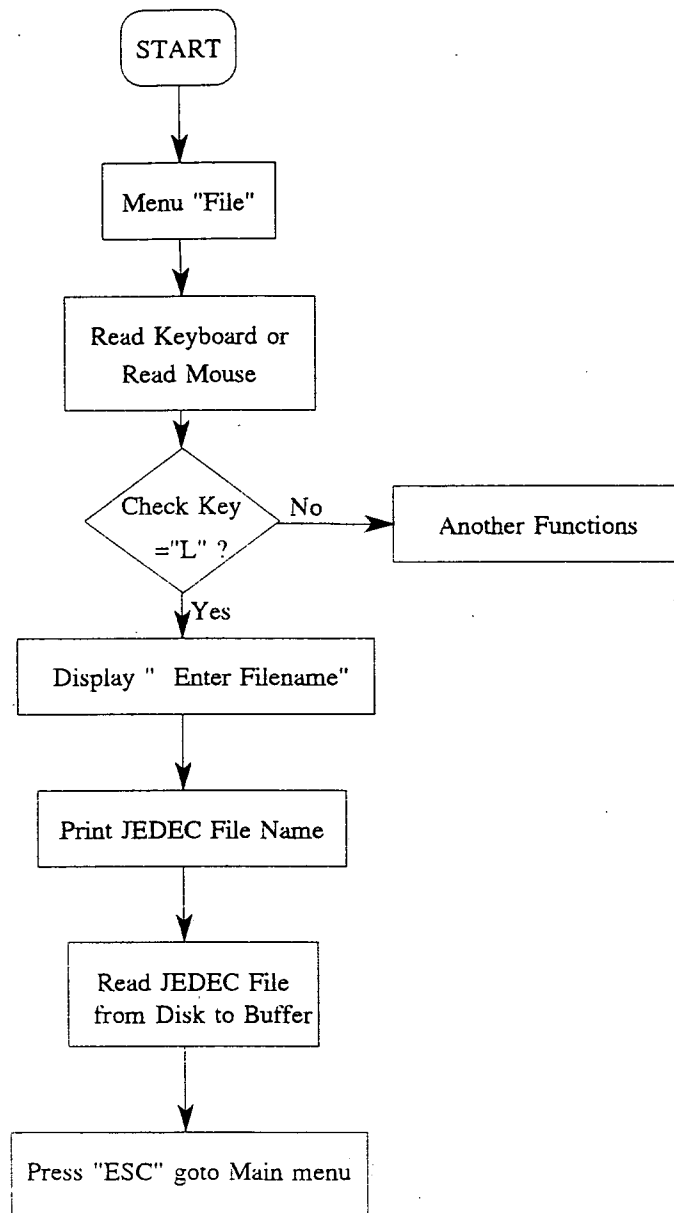 START
Menu "File"
Read Keyboard or
Read Mouse
Check Key
="L" ?
No
Another Functions
Yes
Display " Enter Filename"
Print JEDEC File Name
Read JEDEC File
from Disk to Buffer
Press "ESC" goto Main menu